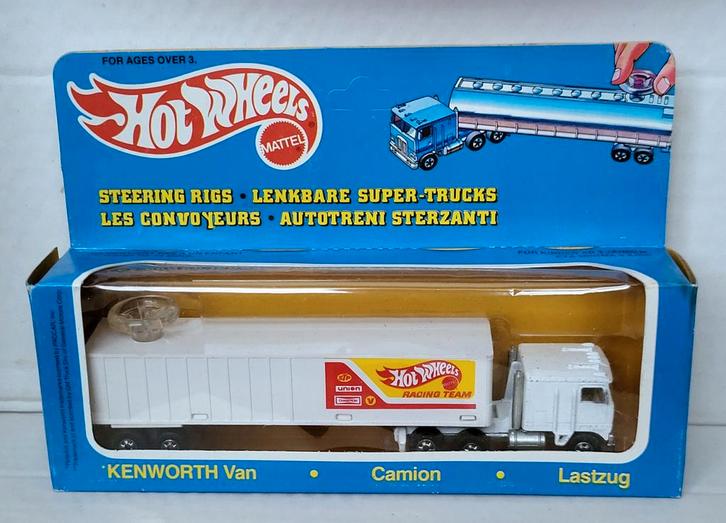 FOR AGES OVER 3.
HOT WHEELS
MATTEL
STEERING RIGS • LENKBARE SUPER-TRUCKS
LES CONVOYEURS • AUTOTRENI STERZANTI
STP
union
HOT WHEELS
RACING TEAM
KENWORTH Van • Camion • Lastzug